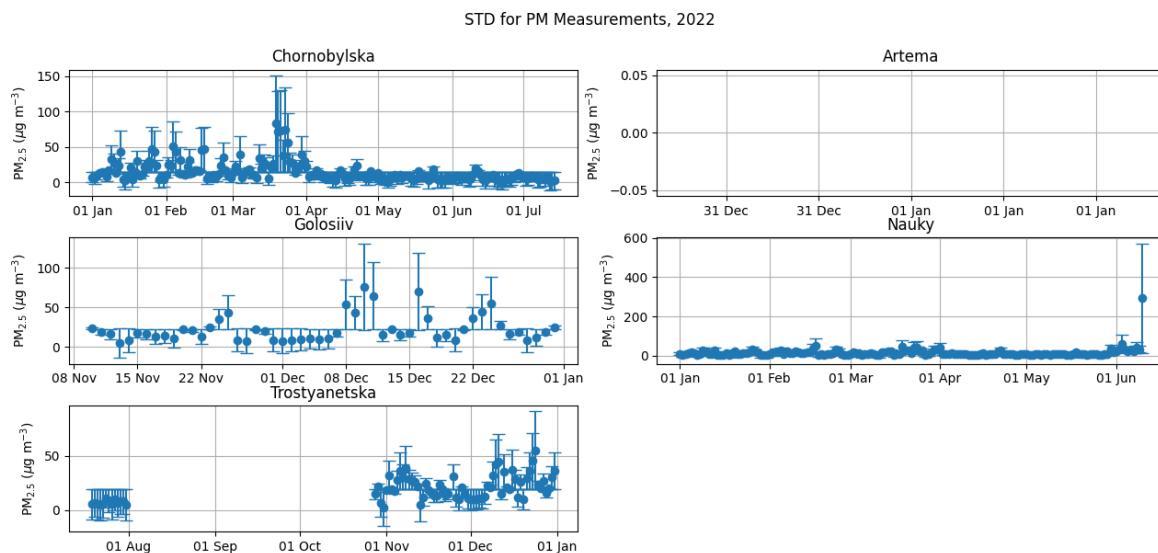 STD for PM Measurements, 2022
Chornobylska
PM2.5 (μg m−3)
150
100
50
0
01 Jan 01 Feb 01 Mar 01 Apr 01 May 01 Jun 01 Jul
Artema
PM2.5 (μg m−3)
0.05
0.00
−0.05
31 Dec 31 Dec 01 Jan 01 Jan 01 Jan
Golosiiv
PM2.5 (μg m−3)
100
50
0
08 Nov 15 Nov 22 Nov 01 Dec 08 Dec 15 Dec 22 Dec 01 Jan
Nauky
PM2.5 (μg m−3)
600
400
200
0
01 Jan 01 Feb 01 Mar 01 Apr 01 May 01 Jun
Trostyanetska
PM2.5 (μg m−3)
50
0
01 Aug 01 Sep 01 Oct 01 Nov 01 Dec 01 Jan